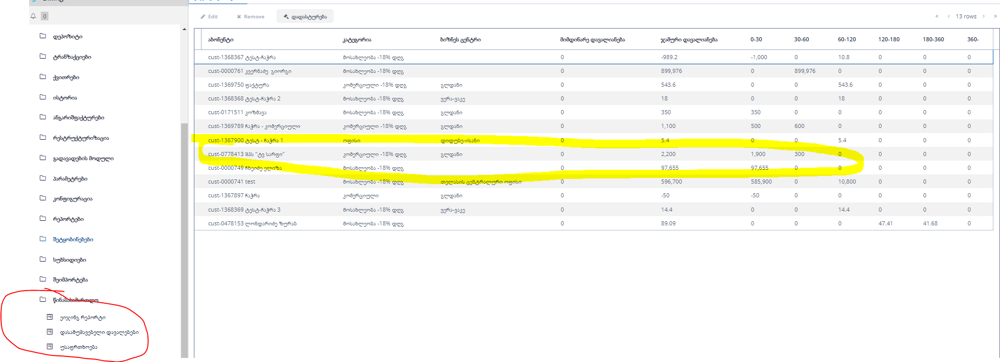 0
დეპოზიტი
ტრანზაქციები
ქვითრები
ისტორია
ანგარიშფაქტურები
რესტრუქტურიზაცია
გადავადების მოდული
პარამეტრები
კონფიგურაცია
რეპორტები
შეტყობინებები
სუბსიდიები
შეიმპორტება
წინასასამართლო
ეიჯინგ რეპორტი
დასამუშავებელი დავალებები
უსაფრთხოება
Edit Remove დადასტურება « ‹ 13 rows › »
აბონენტი კატეგორია ბიზნეს ცენტრი მიმდინარე დავალიანება ჯამური დავალიანება 0-30 30-60 60-120 120-180 180-360 360-
cust-1368367 ტესტ-ჩაჭრა მოსახლეობა -18% დღგ 0 -989.2 -1,000 0 10.8 0 0 0
cust-0000761 კვერნაძე გიორგი მოსახლეობა -18% დღგ 0 899,976 0 899,976 0 0 0 0
cust-1369750 ფაქტურა კომერციული -18% დღგ გლდანი 0 543.6 0 0 543.6 0 0 0
cust-1368368 ტესტ-ჩაჭრა 2 მოსახლეობა -18% დღგ ვერა-ვაკე 0 18 0 0 18 0 0 0
cust-0171511 კოზმავა მოსახლეობა -18% დღგ გლდანი 0 350 350 0 0 0 0 0
cust-1369789 ჩაჭრა - კომერციული კომერციული -18% დღგ გლდანი 0 1,100 500 600 0 0 0 0
cust-1367900 ტესტ - ჩაჭრა 1 ოფისი დიდუბე-ისანი 0 5.4 0 0 5.4 0 0 0
cust-0778413 შპს "ტვ სარფი" კომერციული -18% დღგ გლდანი 0 2,200 1,900 300 0 0 0 0
cust-0000749 ჩხეიძე ელიზა მოსახლეობა -18% დღგ 0 97,655 97,655 0 0 0 0 0
cust-0000741 test მოსახლეობა -18% დღგ თელასის ცენტრალური ოფისი 0 596,700 585,900 0 10,800 0 0 0
cust-1367897 ჩაჭრა კომერციული გლდანი 0 -50 -50 0 0 0 0 0
cust-1368369 ტესტ-ჩაჭრა 3 მოსახლეობა -18% დღგ ვერა-ვაკე 0 14.4 0 0 14.4 0 0 0
cust-0478153 ლონდარიძე ზურაბ მოსახლეობა -18% დღგ 0 89.09 0 0 0 47.41 41.68 0